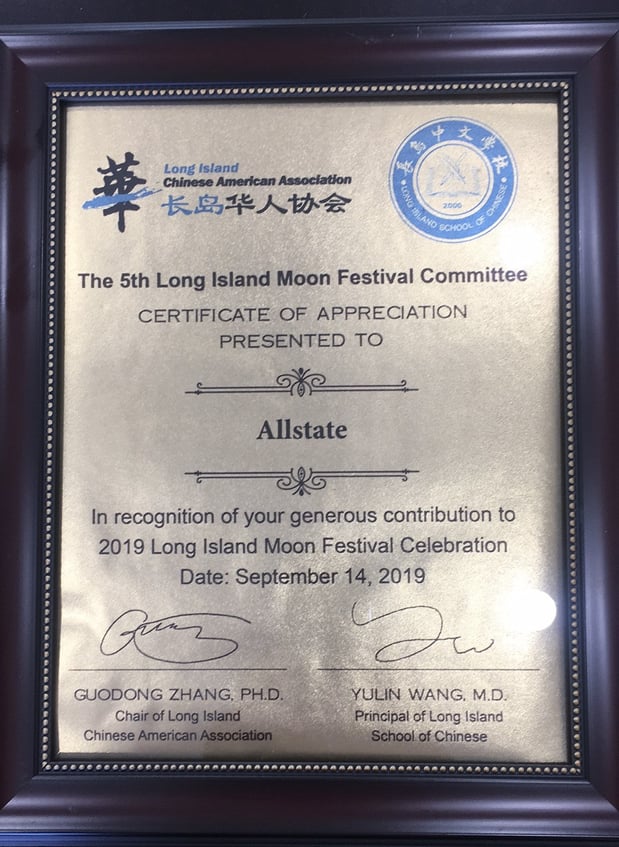 華
Long Island
Chinese American Association
长岛华人协会
長島中文學校
2000
LONG ISLAND SCHOOL OF CHINESE
The 5th Long Island Moon Festival Committee
CERTIFICATE OF APPRECIATION
PRESENTED TO
Allstate
In recognition of your generous contribution to
2019 Long Island Moon Festival Celebration
Date: September 14, 2019
GUODONG ZHANG, PH.D.
Chair of Long Island
Chinese American Association
YULIN WANG, M.D.
Principal of Long Island
School of Chinese